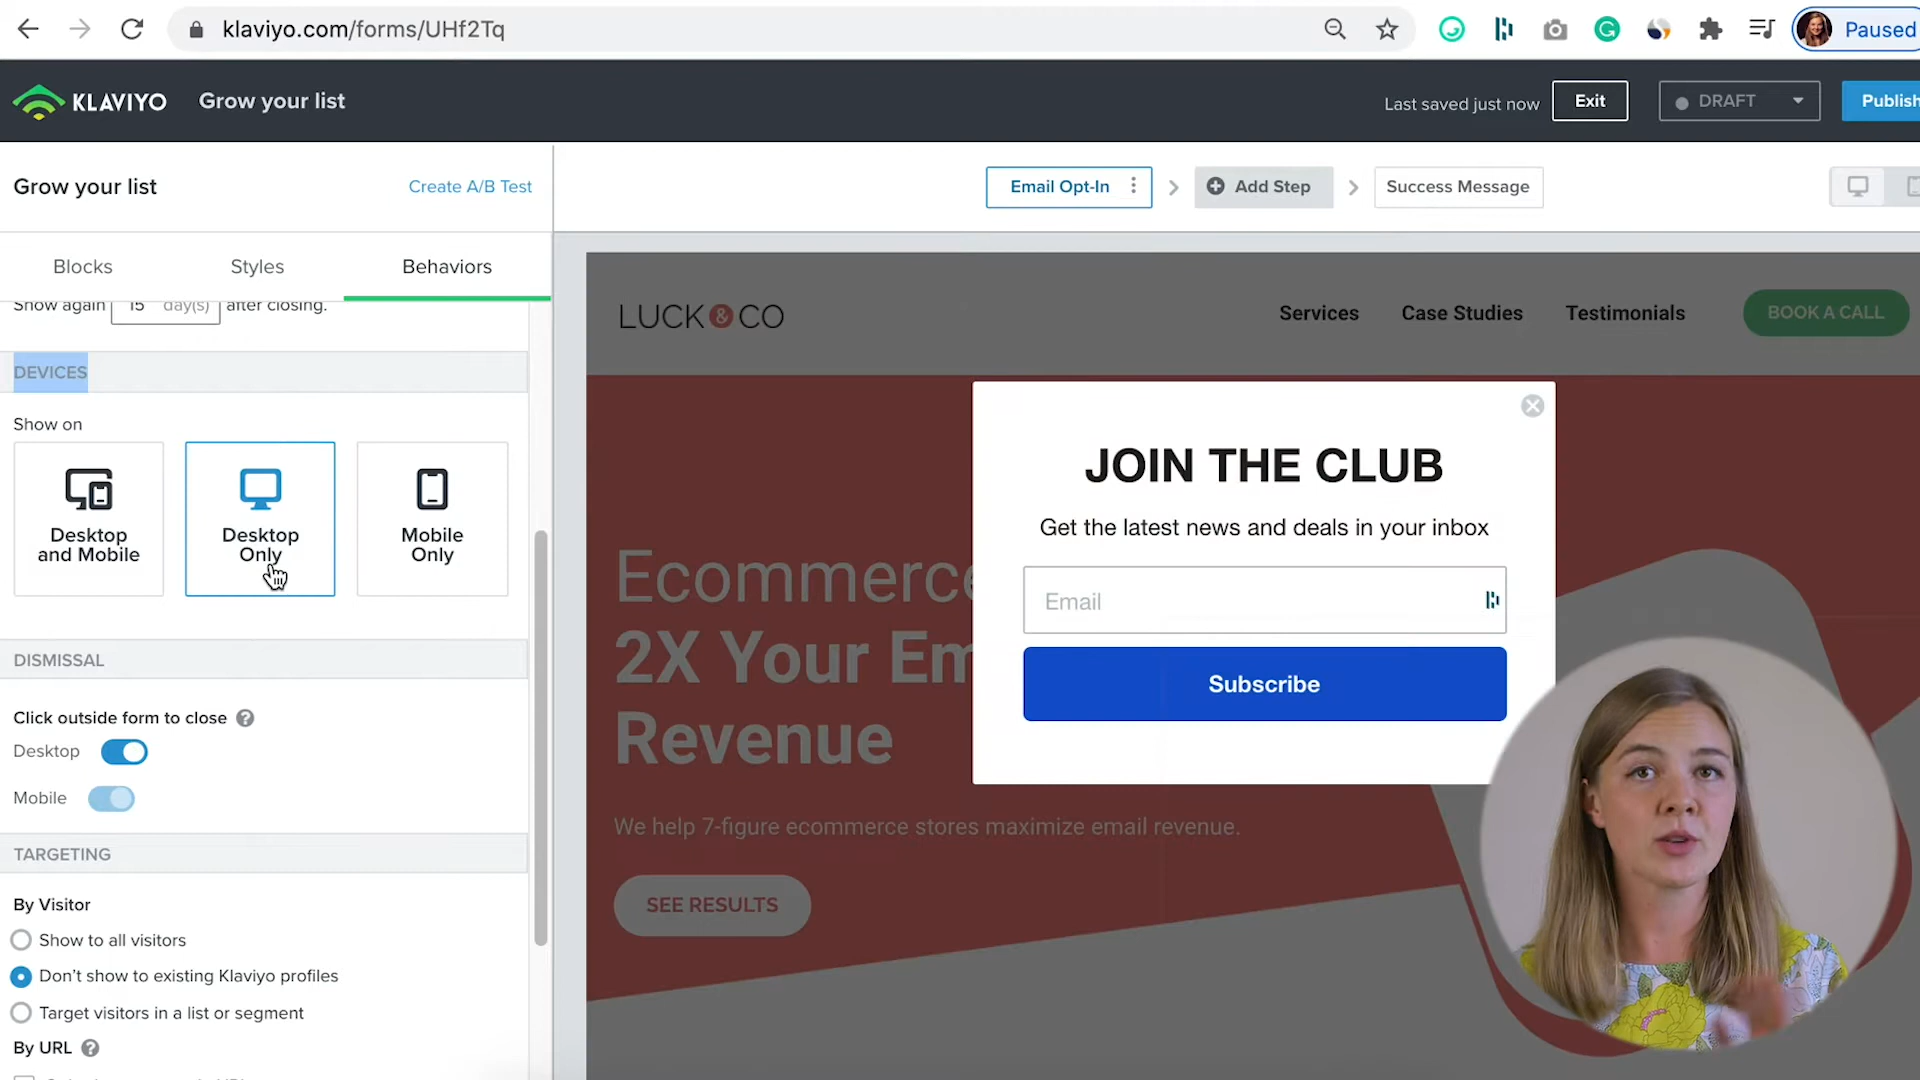 klaviyo.com/forms/UHf2Tq
Paused
KLAVIYO
Grow your list
Last saved just now
Exit
DRAFT
Publish
Grow your list
Create A/B Test
Email Opt-In
Add Step
Success Message
Blocks
Styles
Behaviors
Show again 15 day(s) after closing.
DEVICES
Show on
Desktop
and Mobile
Desktop
Only
Mobile
Only
DISMISSAL
Click outside form to close
Desktop
Mobile
TARGETING
By Visitor
Show to all visitors
Don't show to existing Klaviyo profiles
Target visitors in a list or segment
By URL
LUCK & CO
Services
Case Studies
Testimonials
BOOK A CALL
JOIN THE CLUB
Get the latest news and deals in your inbox
Email
Subscribe
Ecommerce
2X Your Em
Revenue
We help 7-figure ecommerce stores maximize email revenue.
SEE RESULTS